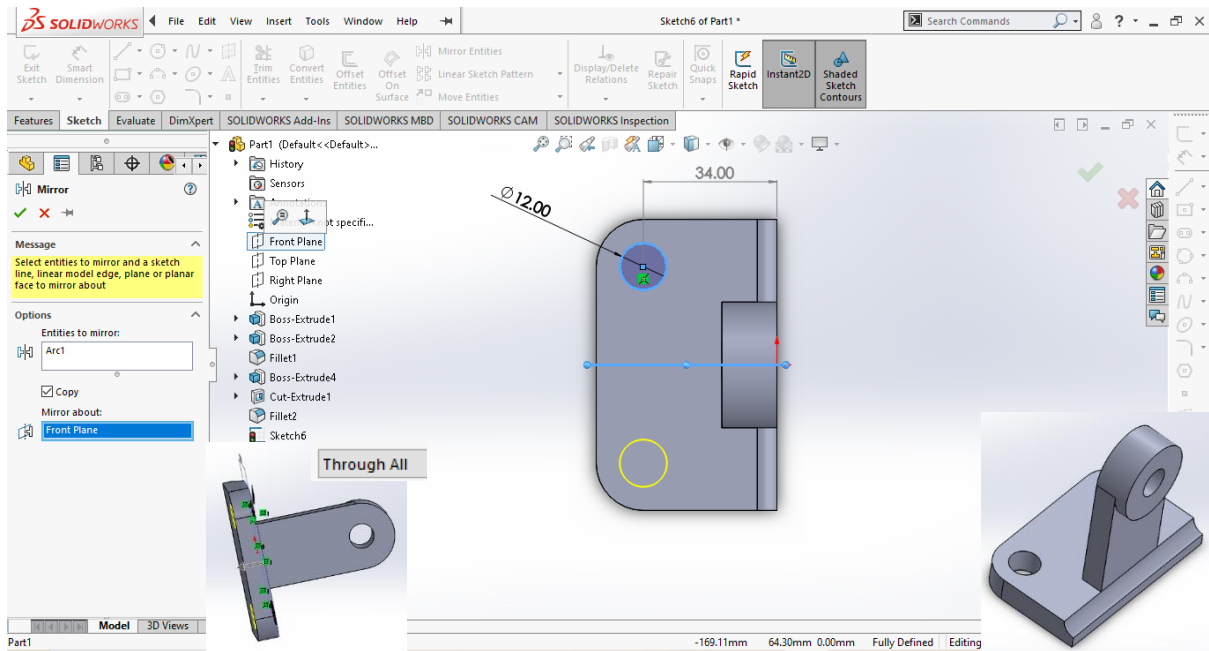 SOLIDWORKS File Edit View Insert Tools Window Help Sketch6 of Part1 * Search Commands
Exit Sketch
Smart Dimension
Trim Entities
Convert Entities
Offset Entities
Offset On Surface
Mirror Entities
Linear Sketch Pattern
Move Entities
Display/Delete Relations
Repair Sketch
Quick Snaps
Rapid Sketch
Instant2D
Shaded Sketch Contours
Features Sketch Evaluate DimXpert SOLIDWORKS Add-Ins SOLIDWORKS MBD SOLIDWORKS CAM SOLIDWORKS Inspection
Mirror
Message
Select entities to mirror and a sketch
line, linear model edge, plane or planar
face to mirror about
Options
Entities to mirror:
Arc1
Copy
Mirror about:
Front Plane
Part1 (Default<<Default>...
History
Sensors
ot specifi...
Front Plane
Top Plane
Right Plane
Origin
Boss-Extrude1
Boss-Extrude2
Fillet1
Boss-Extrude4
Cut-Extrude1
Fillet2
Sketch6
Through All
34.00
Ø12.00
Model 3D Views
Part1 -169.11mm 64.30mm 0.00mm Fully Defined Editing